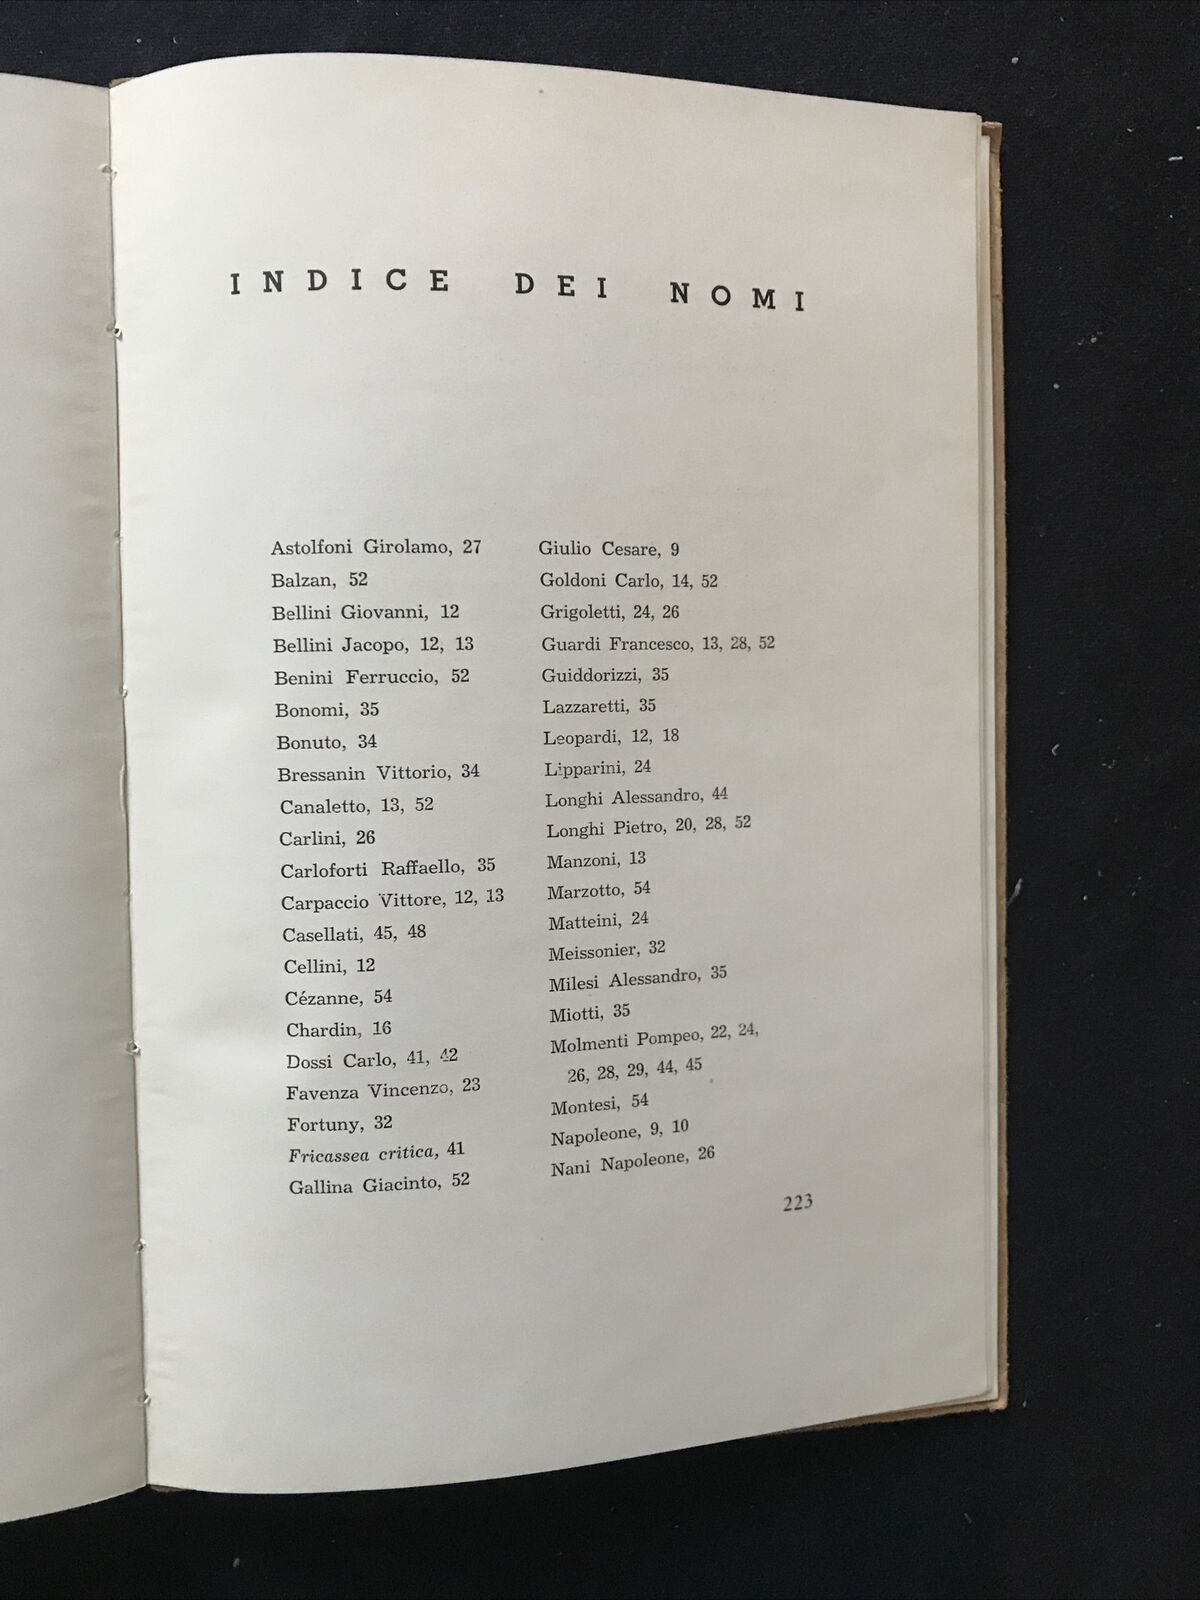 INDICE DEI NOMI
Astolfoni Girolamo, 27
Balzan, 52
Bellini Giovanni, 12
Bellini Jacopo, 12, 13
Benini Ferruccio, 52
Bonomi, 35
Bonuto, 34
Bressanin Vittorio, 34
Canaletto, 13, 52
Carlini, 26
Carloforti Raffaello, 35
Carpaccio Vittore, 12, 13
Casellati, 45, 48
Cellini, 12
Cézanne, 54
Chardin, 16
Dossi Carlo, 41, 42
Favenza Vincenzo, 23
Fortuny, 32
Fricassea critica, 41
Gallina Giacinto, 52
Giulio Cesare, 9
Goldoni Carlo, 14, 52
Grigoletti, 24, 26
Guardi Francesco, 13, 28, 52
Guiddorizzi, 35
Lazzaretti, 35
Leopardi, 12, 18
Lipparini, 24
Longhi Alessandro, 44
Longhi Pietro, 20, 28, 52
Manzoni, 13
Marzotto, 54
Matteini, 24
Meissonier, 32
Milesi Alessandro, 35
Miotti, 35
Molmenti Pompeo, 22, 24,
26, 28, 29, 44, 45
Montesi, 54
Napoleone, 9, 10
Nani Napoleone, 26
223